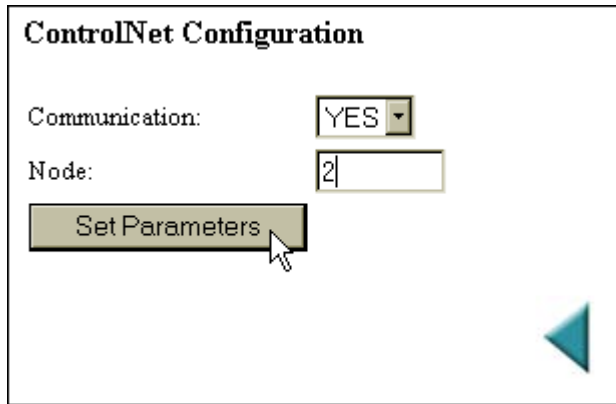 ControlNet Configuration
Communication: YES
Node: 2
Set Parameters